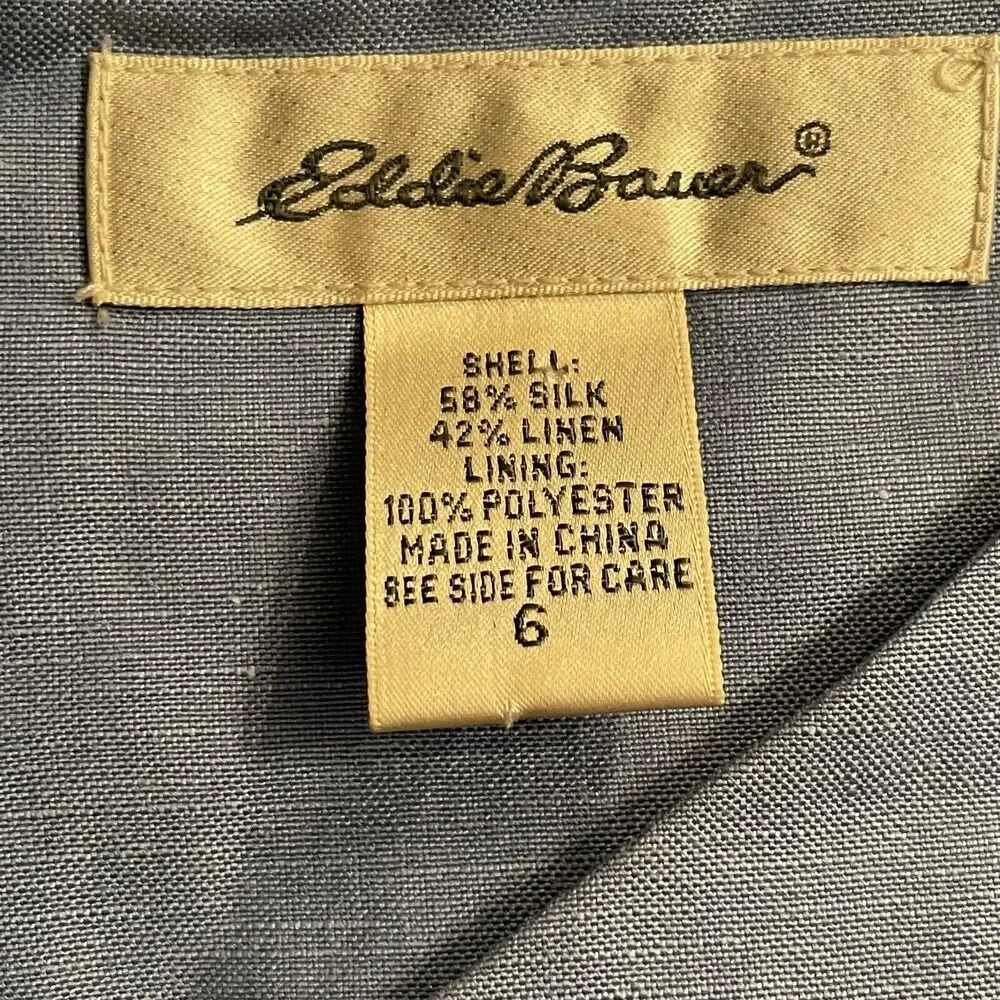 Eddie Bauer®
SHELL:
58% SILK
42% LINEN
LINING:
100% POLYESTER
MADE IN CHINA
SEE SIDE FOR CARE
6